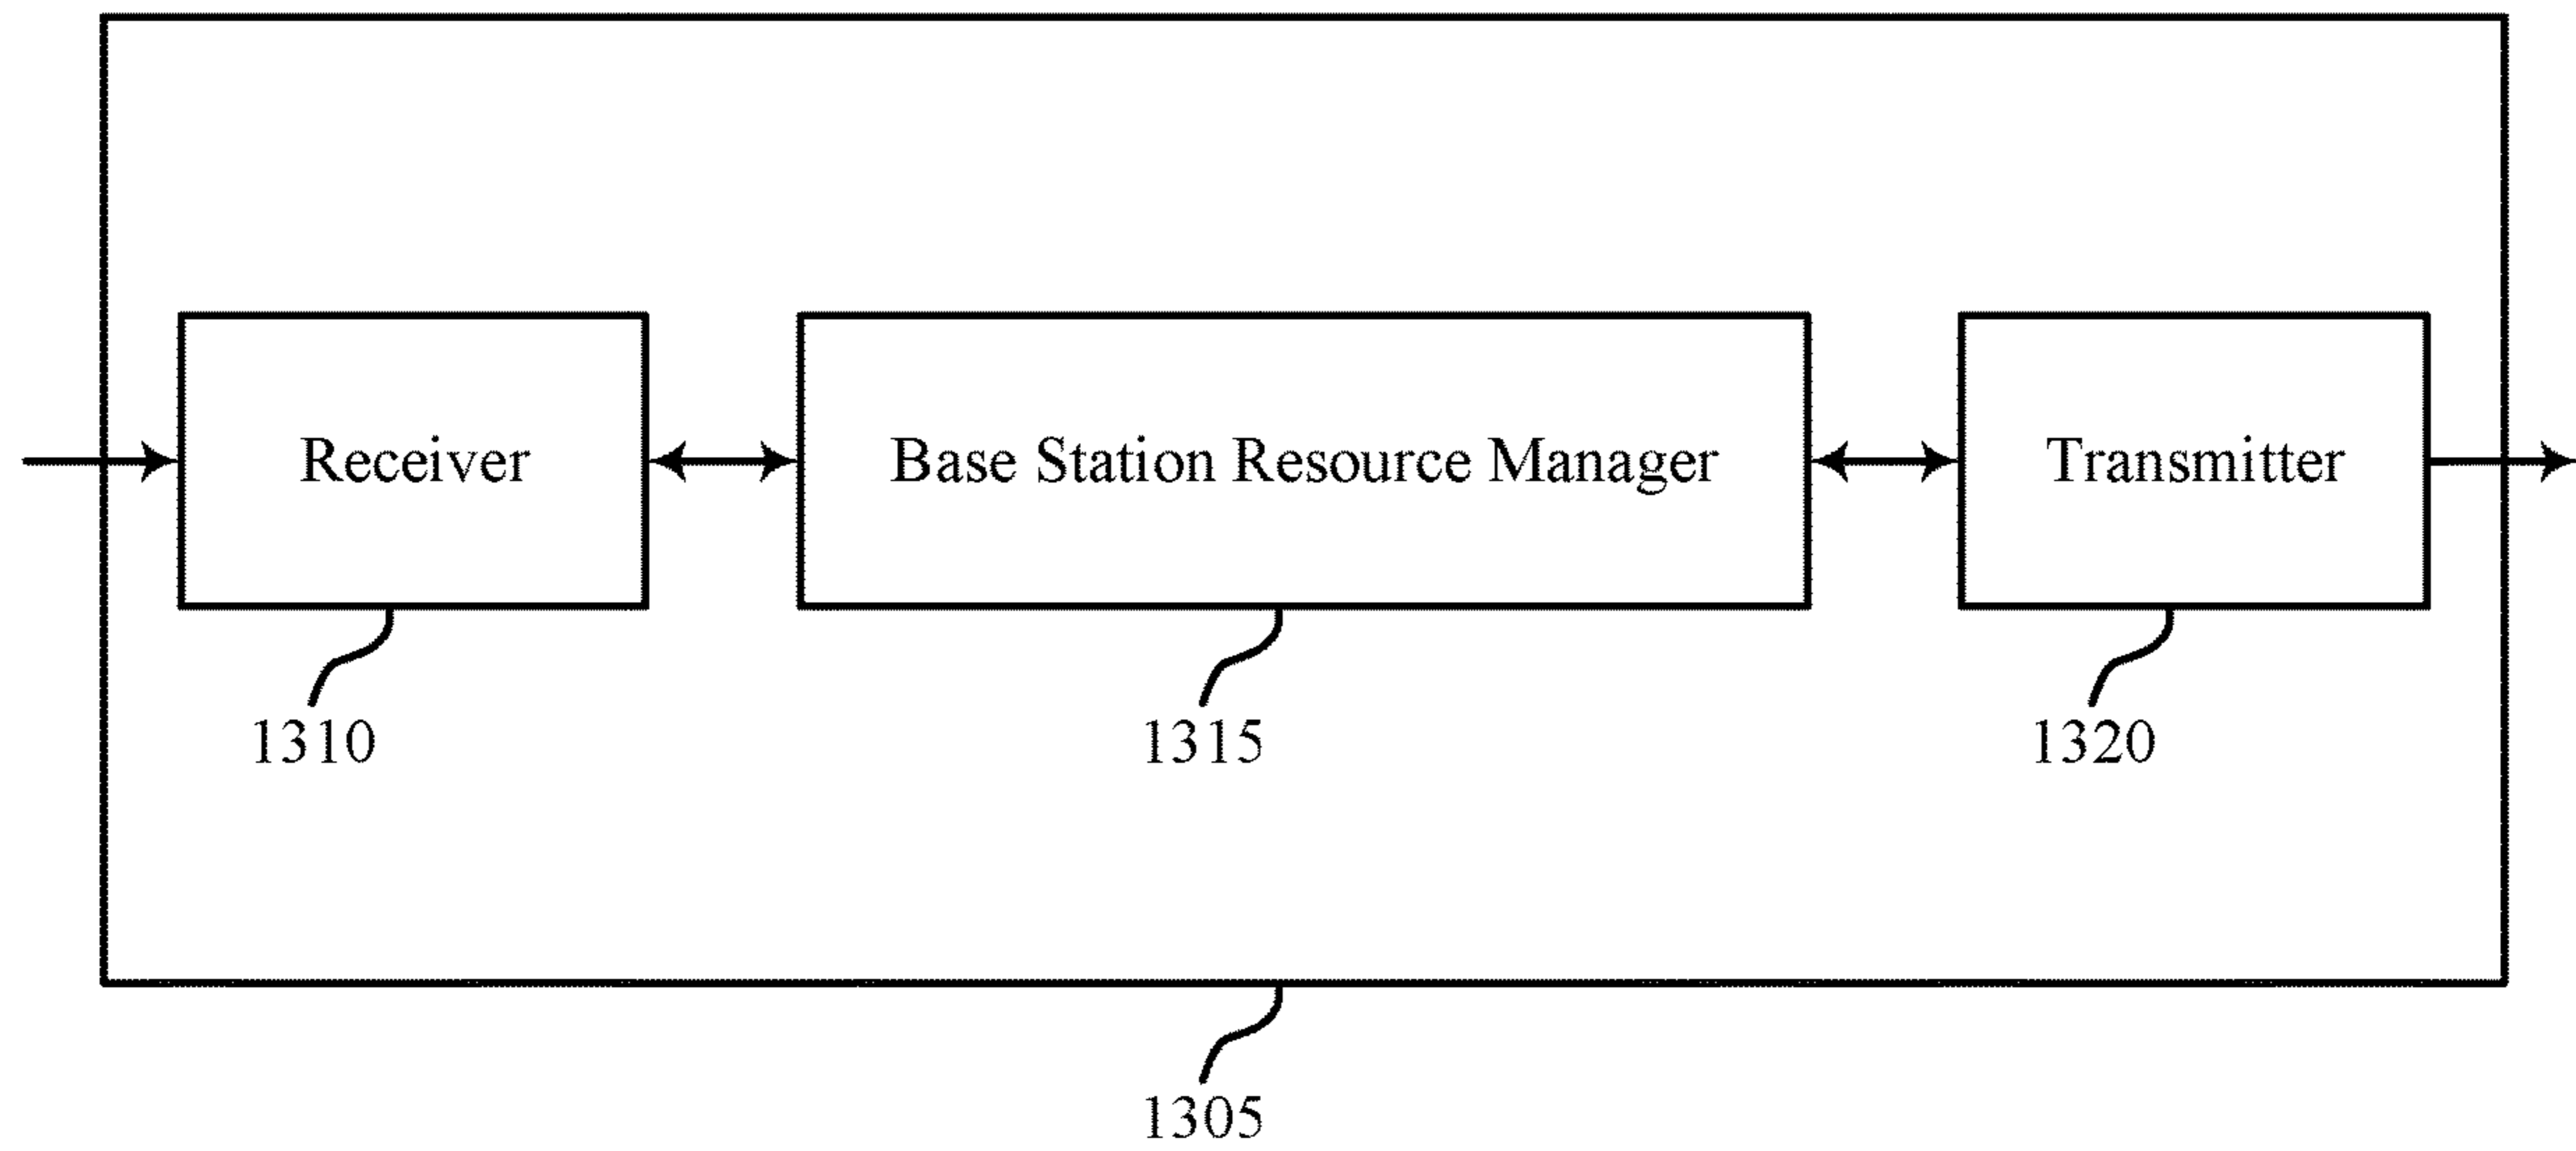 Receiver
Base Station Resource Manager
Transmitter
1310
1315
1320
1305